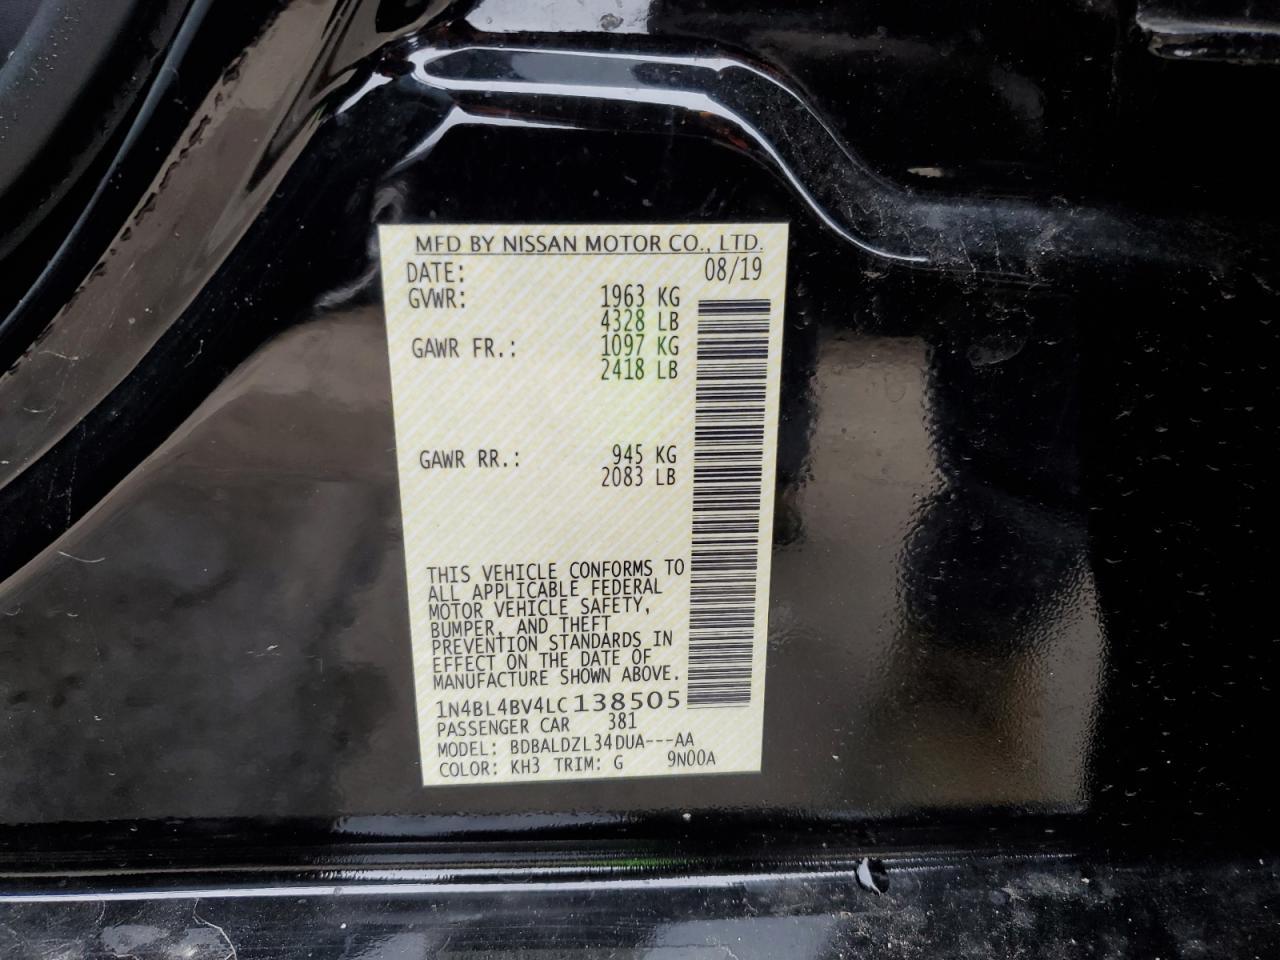 MFD BY NISSAN MOTOR CO., LTD.
DATE: 08/19
GVWR: 1963 KG
4328 LB
GAWR FR.: 1097 KG
2418 LB
GAWR RR.: 945 KG
2083 LB
THIS VEHICLE CONFORMS TO
ALL APPLICABLE FEDERAL
MOTOR VEHICLE SAFETY,
BUMPER, AND THEFT
PREVENTION STANDARDS IN
EFFECT ON THE DATE OF
MANUFACTURE SHOWN ABOVE.
1N4BL4BV4LC138505
PASSENGER CAR 381
MODEL: BDBALDZL34DUA---AA
COLOR: KH3 TRIM: G 9N00A